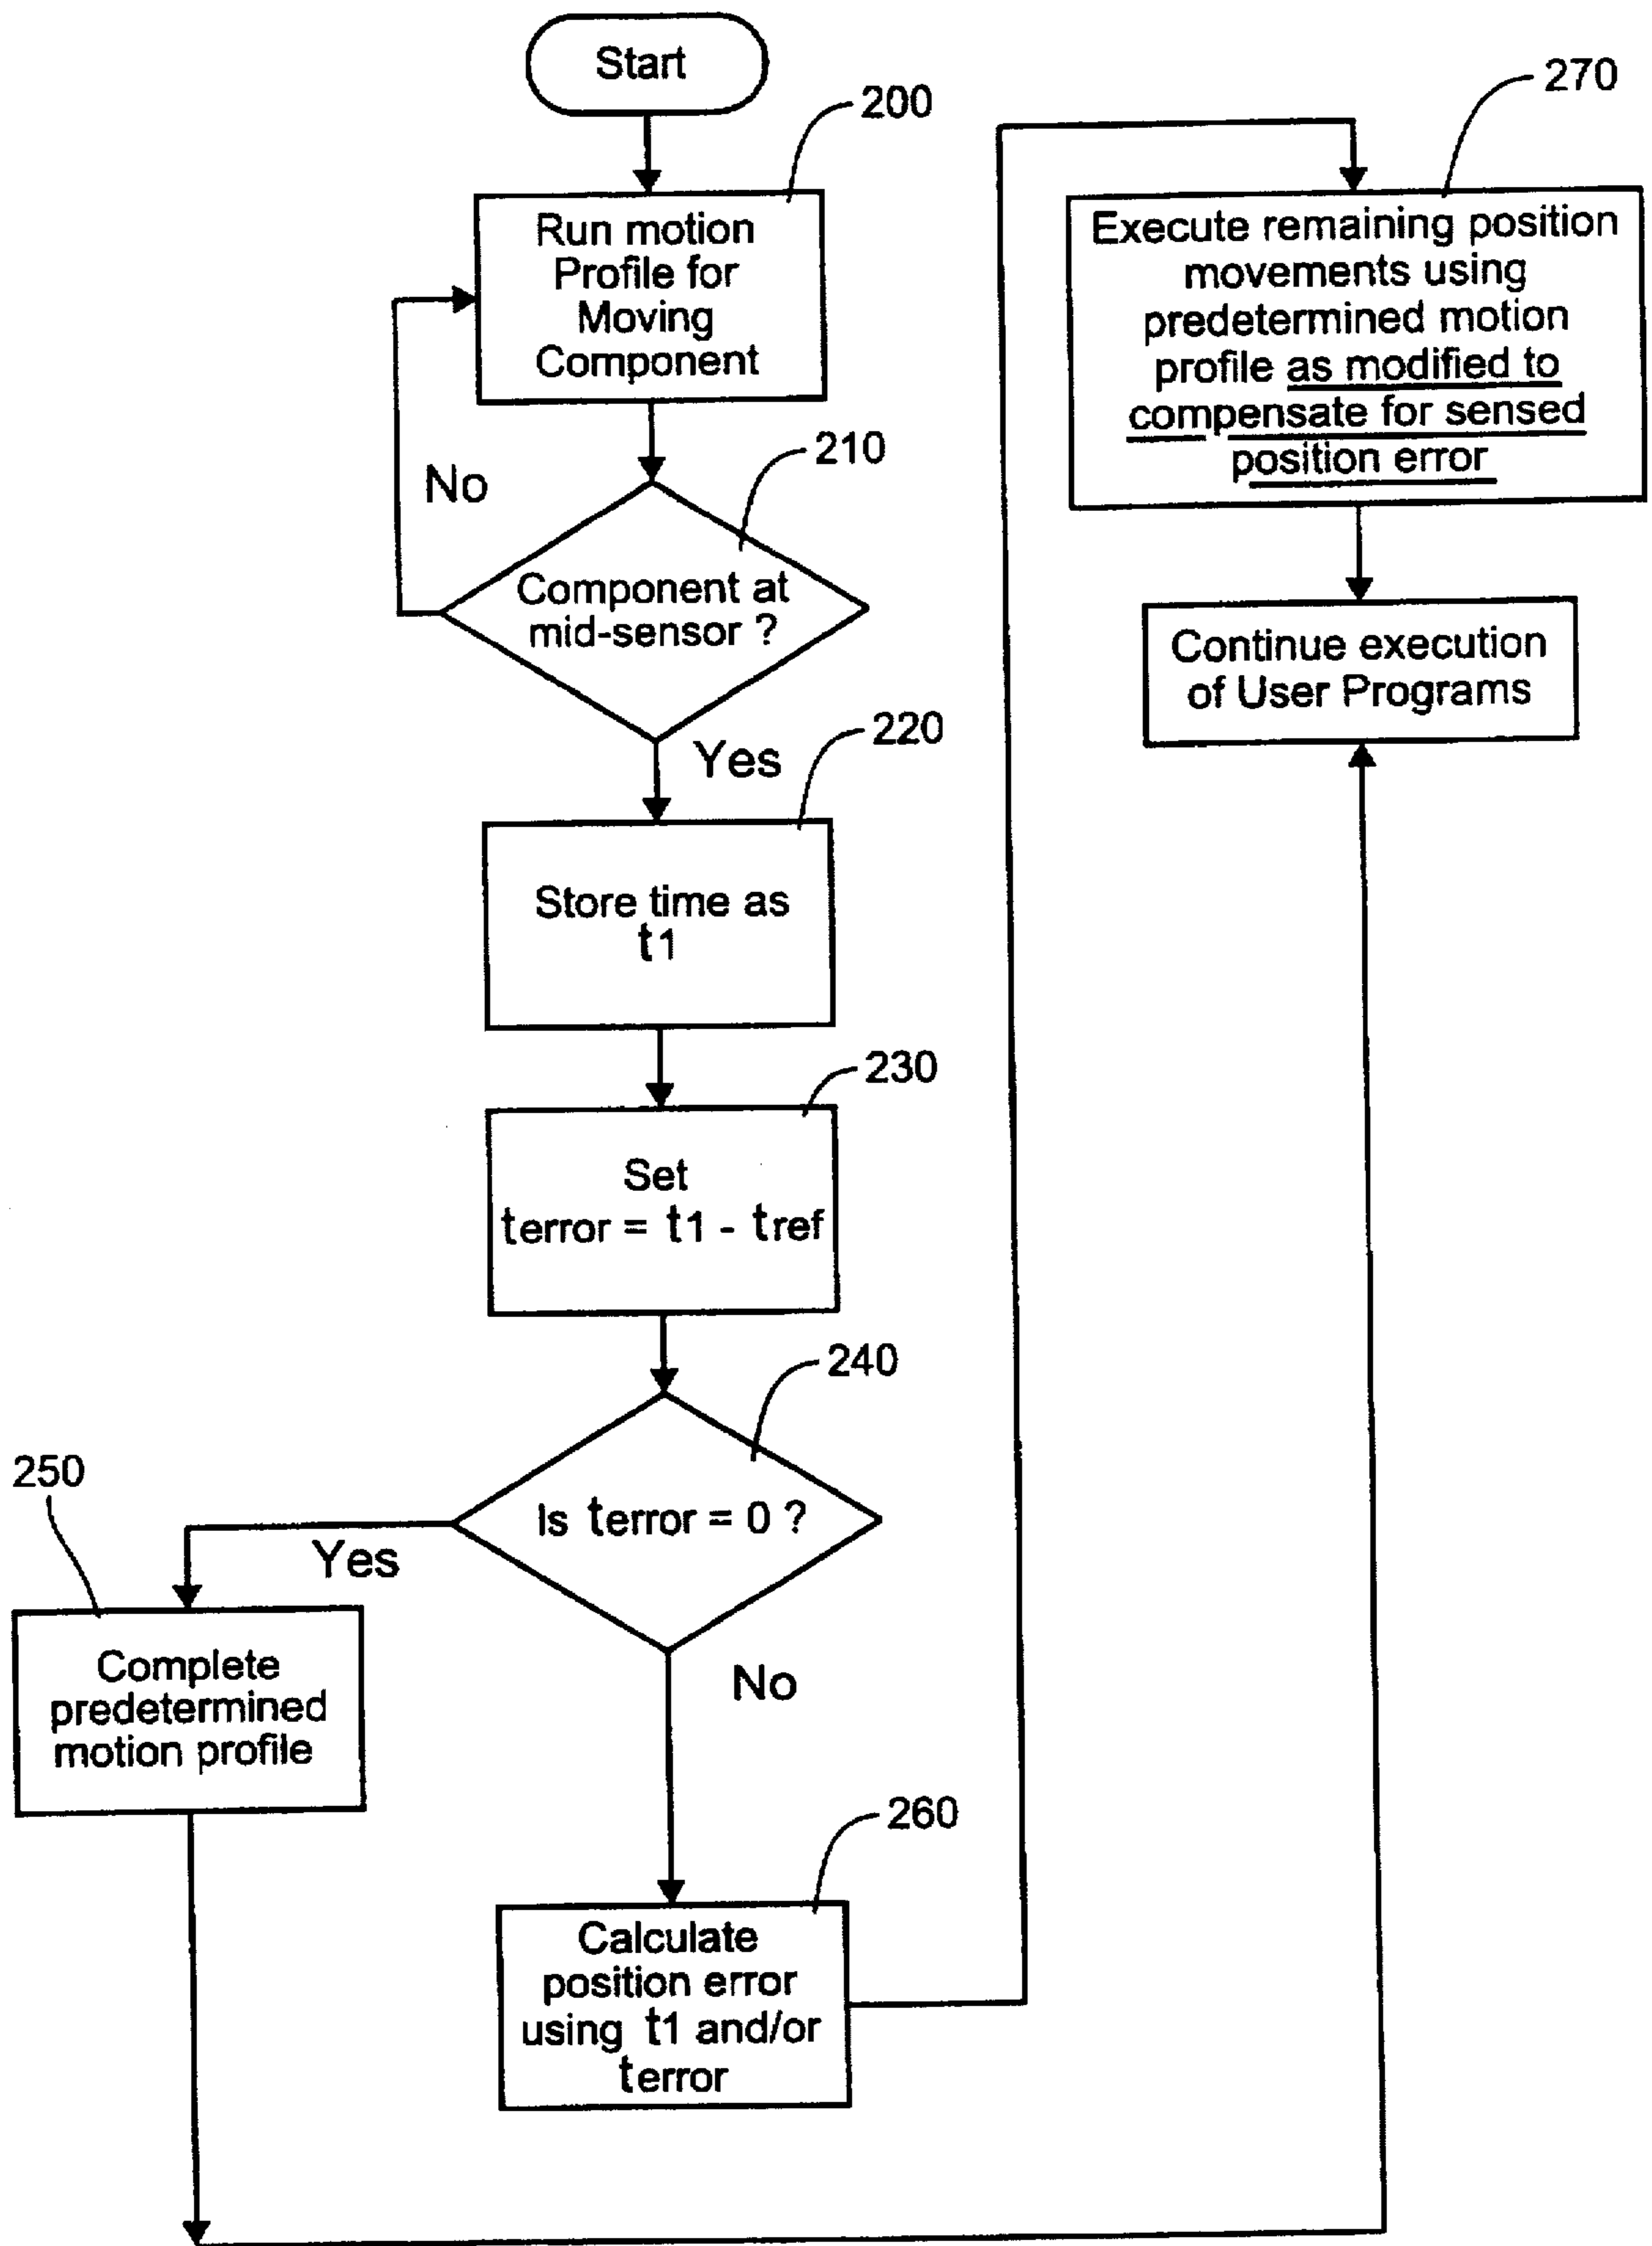 Start
200
Run motion
Profile for
Moving
Component
No
210
Component at
mid-sensor ?
Yes
220
Store time as
t1
230
Set
terror = t1 - tref
240
Is terror = 0 ?
Yes
No
250
Complete
predetermined
motion profile
260
Calculate
position error
using t1 and/or
terror
270
Execute remaining position
movements using
predetermined motion
profile as modified to
compensate for sensed
position error
Continue execution
of User Programs